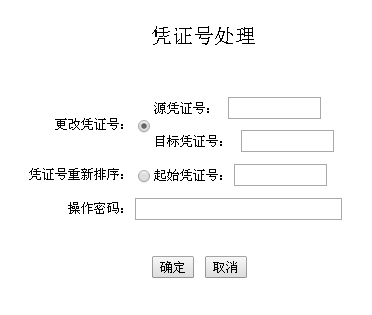 凭证号处理
源凭证号：
更改凭证号：
目标凭证号：
凭证号重新排序： 起始凭证号：
操作密码：
确定 取消